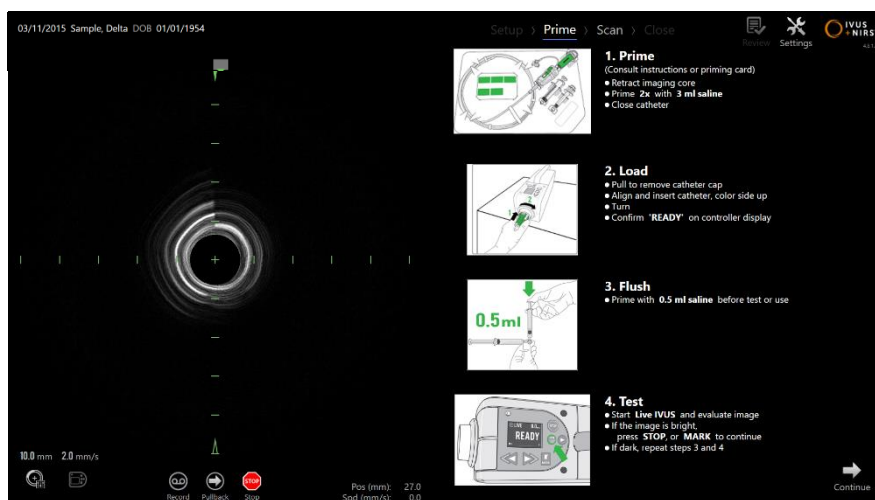 03/11/2015 Sample, Delta DOB 01/01/1954
Setup > Prime > Scan > Close
Review
Settings
IVUS
+NIRS
1. Prime
(Consult instructions or priming card)
• Retract imaging core
• Prime 2x with 3 ml saline
• Close catheter
2. Load
• Pull to remove catheter cap
• Align and insert catheter, color side up
• Turn
• Confirm 'READY' on controller display
1
2
3. Flush
• Prime with 0.5 ml saline before test or use
0.5ml
4. Test
• Start Live IVUS and evaluate image
• If the image is bright,
press STOP, or MARK to continue
• If dark, repeat steps 3 and 4
READY
10.0 mm 2.0 mm/s
Record
Pullback
STOP
Stop
Pos (mm): 27.0
Spd (mm/s): 0.0
Continue